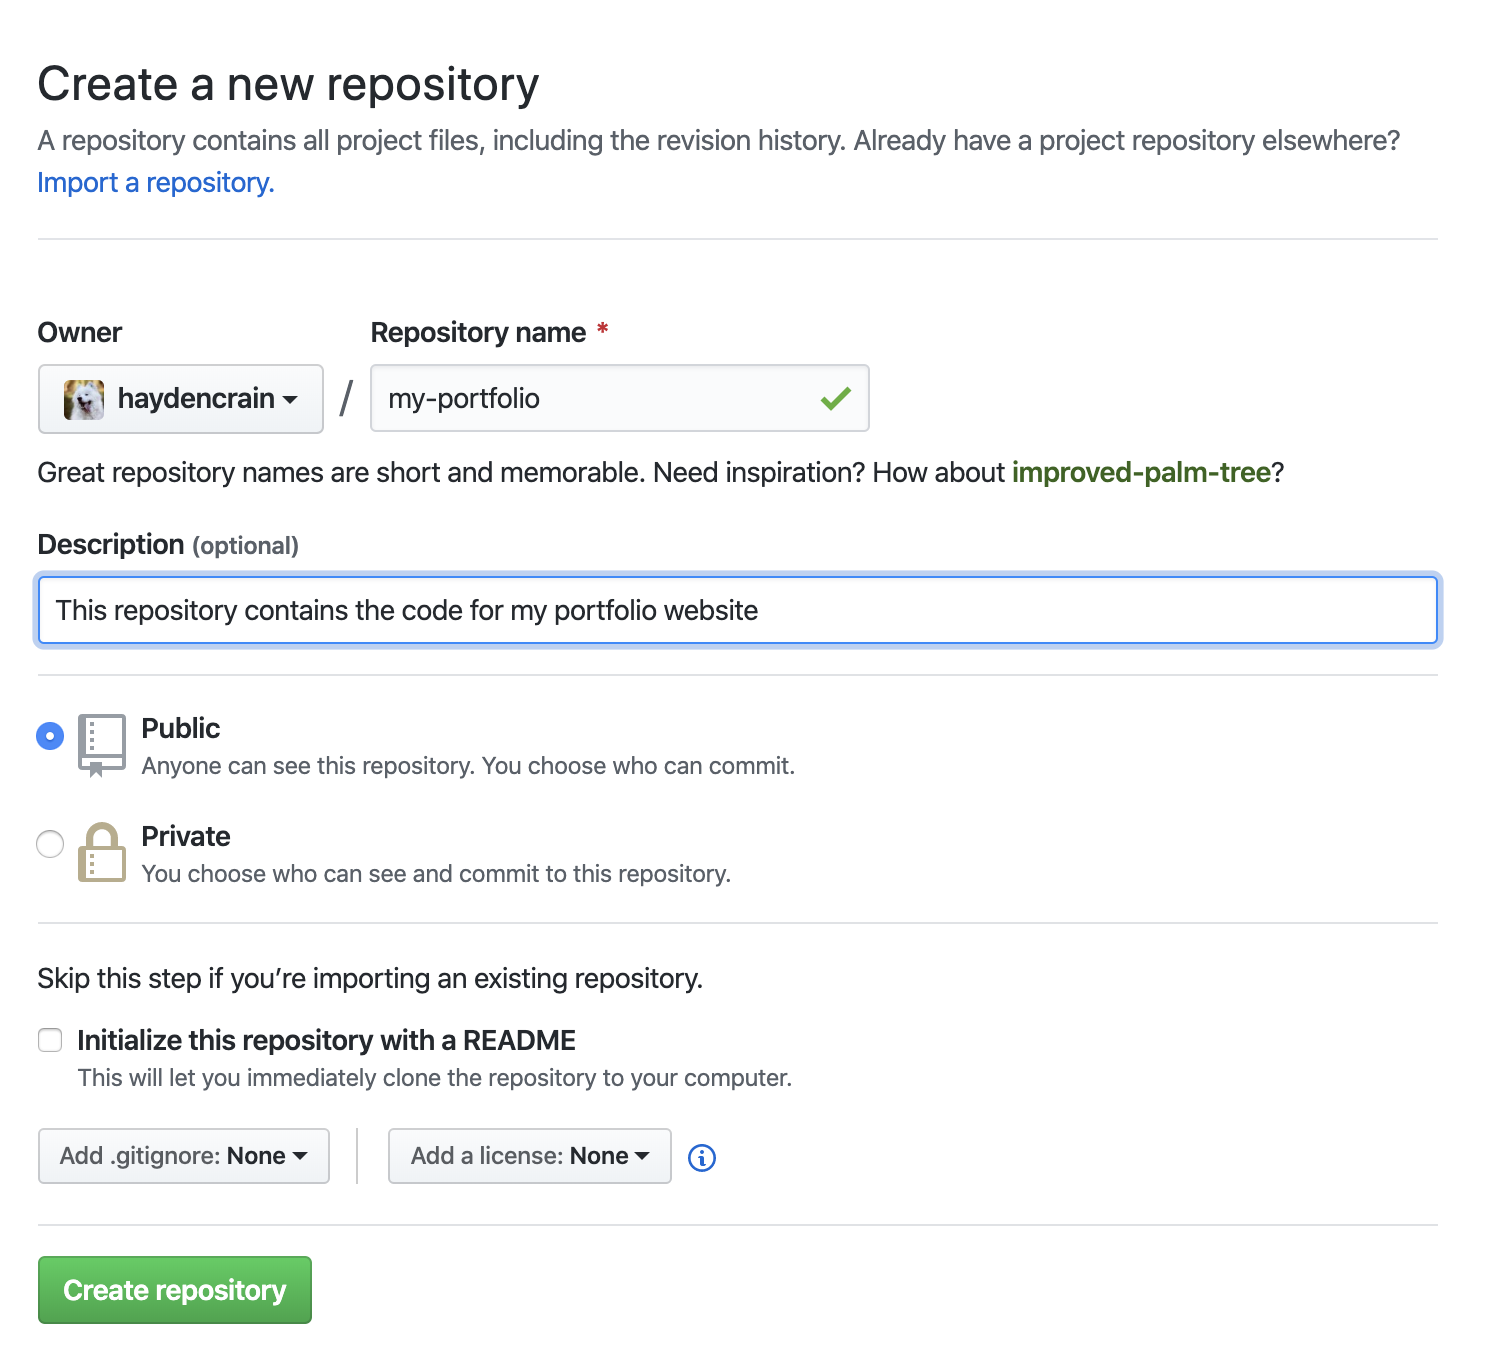 Create a new repository
A repository contains all project files, including the revision history. Already have a project repository elsewhere?
Import a repository.
Owner
Repository name *
haydencrain
/
my-portfolio
Great repository names are short and memorable. Need inspiration? How about improved-palm-tree?
Description (optional)
This repository contains the code for my portfolio website
Public
Anyone can see this repository. You choose who can commit.
Private
You choose who can see and commit to this repository.
Skip this step if you’re importing an existing repository.
Initialize this repository with a README
This will let you immediately clone the repository to your computer.
Add .gitignore: None
Add a license: None
Create repository